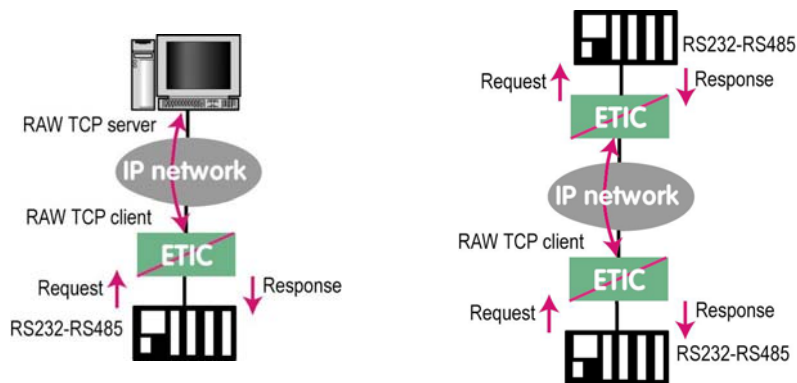 RAW TCP server
IP network
RAW TCP client
ETIC
Request
Response
RS232-RS485
RS232-RS485
Request
Response
ETIC
IP network
RAW TCP client
ETIC
Request
Response
RS232-RS485